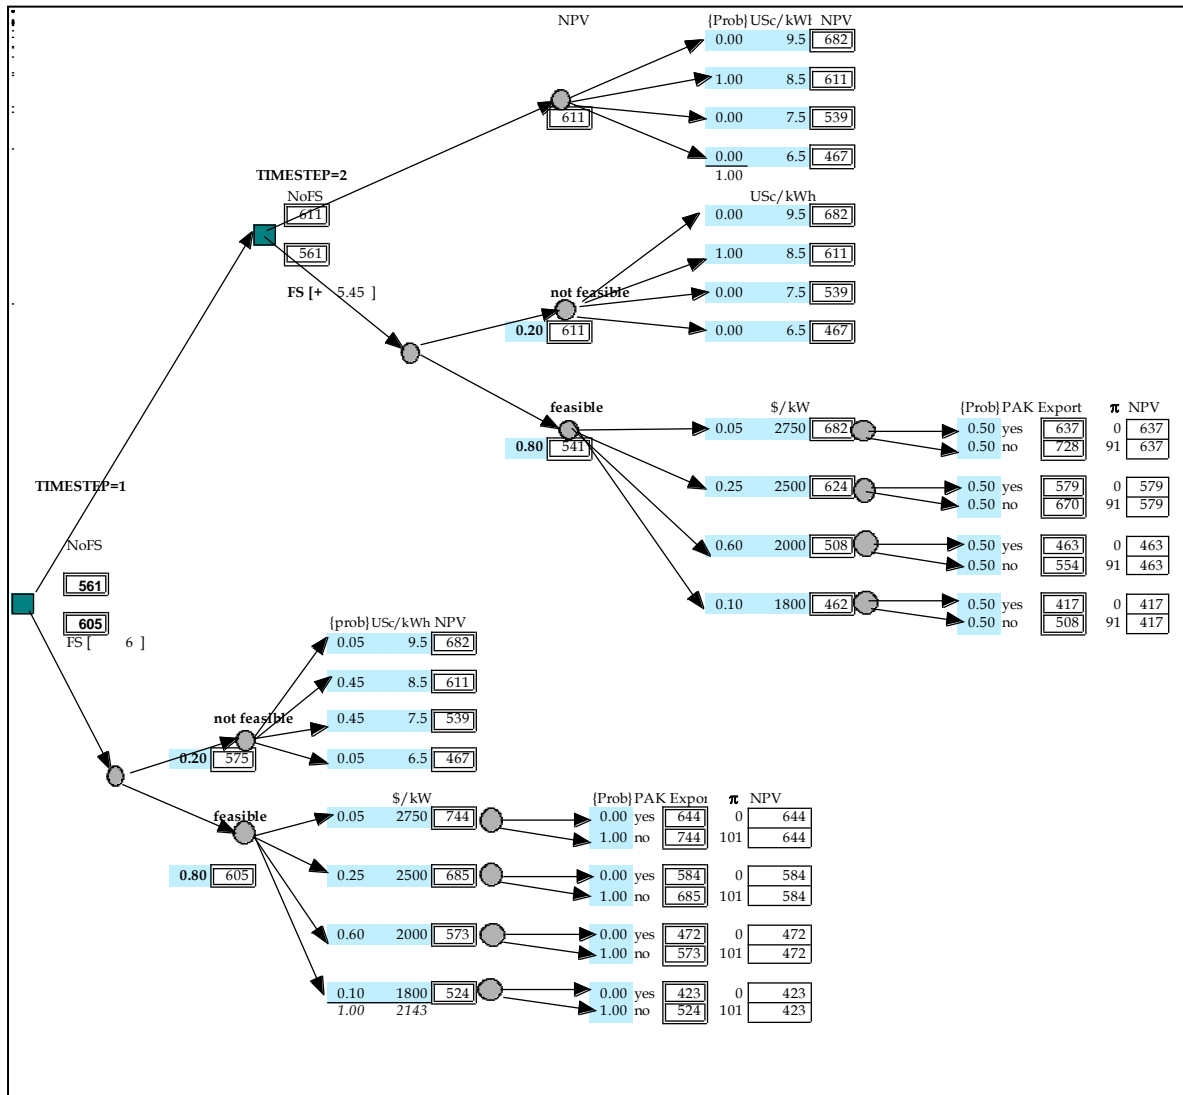 NPV {Prob} USc/kWh NPV
0.00 9.5 682
1.00 8.5 611
611
0.00 7.5 539
0.00 6.5 467
1.00
TIMESTEP=2
NoFS
611
561
FS [+ 5.45 ]
USc/kWh
0.00 9.5 682
1.00 8.5 611
not feasible
0.00 7.5 539
0.20 611
0.00 6.5 467
feasible
0.80 541
$/kW {Prob} PAK Export π NPV
0.05 2750 682 0.50 yes 637 0 637
0.50 no 728 91 637
0.25 2500 624 0.50 yes 579 0 579
0.50 no 670 91 579
0.60 2000 508 0.50 yes 463 0 463
0.50 no 554 91 463
0.10 1800 462 0.50 yes 417 0 417
0.50 no 508 91 417
TIMESTEP=1
NoFS
561
605
FS [ 6 ]
{prob} USc/kWh NPV
0.05 9.5 682
0.45 8.5 611
not feasible
0.45 7.5 539
0.20 575
0.05 6.5 467
feasible
0.80 605
$/kW {Prob} PAK Expor π NPV
0.05 2750 744 0.00 yes 644 0 644
1.00 no 744 101 644
0.25 2500 685 0.00 yes 584 0 584
1.00 no 685 101 584
0.60 2000 573 0.00 yes 472 0 472
1.00 no 573 101 472
0.10 1800 524 0.00 yes 423 0 423
1.00 2143 1.00 no 524 101 423